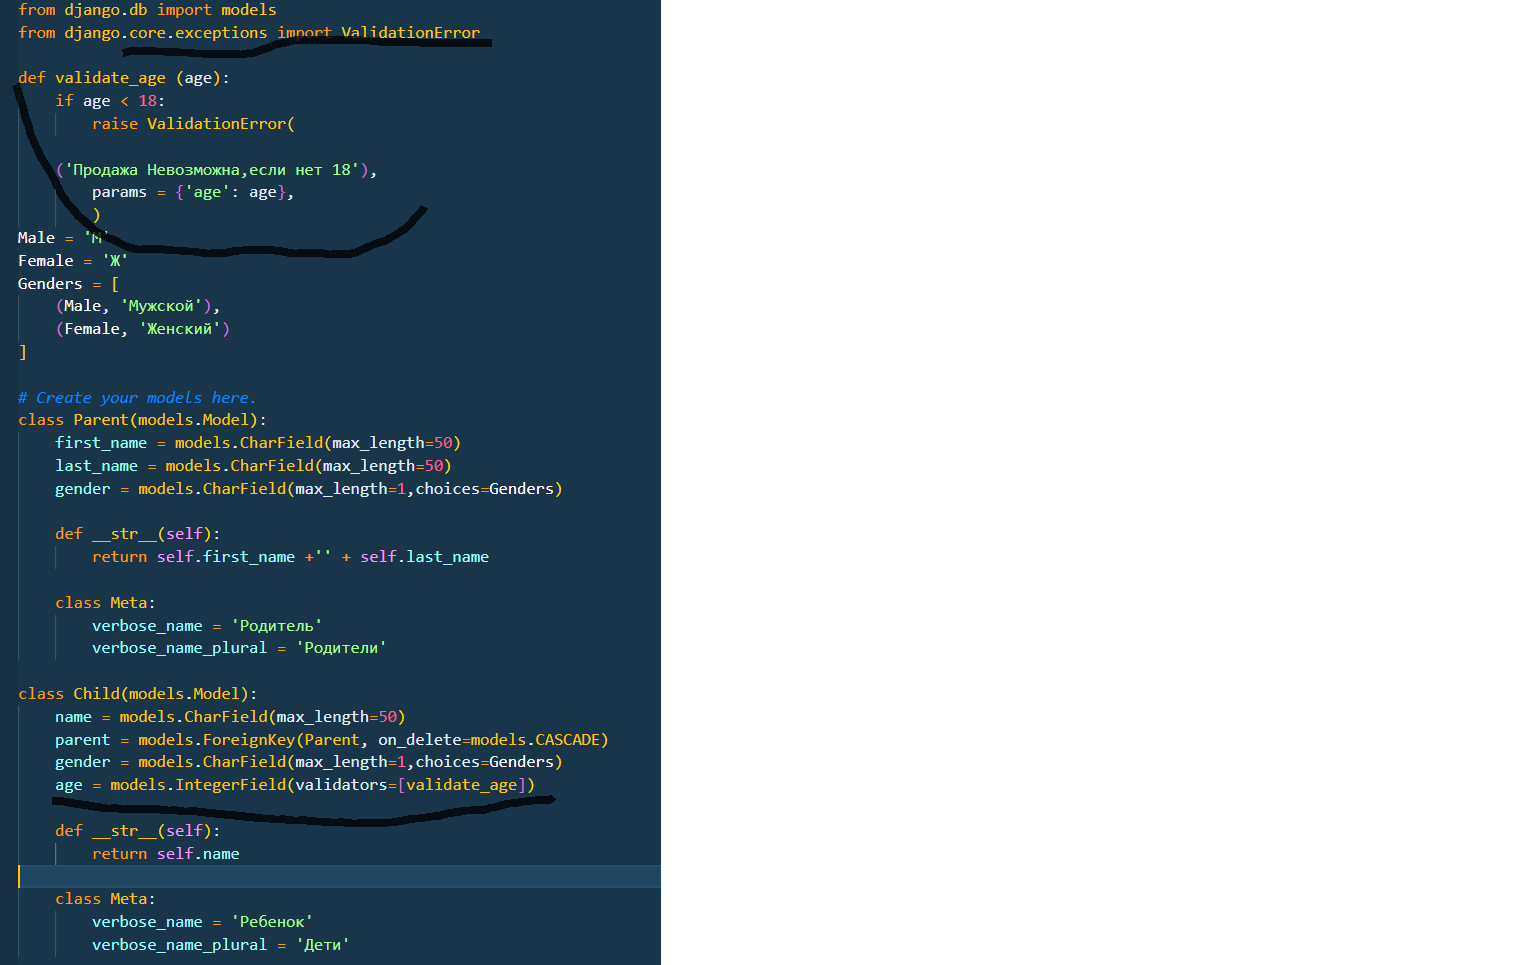 from django.db import models
from django.core.exceptions import ValidationError
def validate_age (age):
if age < 18:
raise ValidationError(
('Продажа Невозможна,если нет 18'),
params = {'age': age},
)
Male = 'М'
Female = 'Ж'
Genders = [
(Male, 'Мужской'),
(Female, 'Женский')
]
# Create your models here.
class Parent(models.Model):
first_name = models.CharField(max_length=50)
last_name = models.CharField(max_length=50)
gender = models.CharField(max_length=1,choices=Genders)
def __str__(self):
return self.first_name +'' + self.last_name
class Meta:
verbose_name = 'Родитель'
verbose_name_plural = 'Родители'
class Child(models.Model):
name = models.CharField(max_length=50)
parent = models.ForeignKey(Parent, on_delete=models.CASCADE)
gender = models.CharField(max_length=1,choices=Genders)
age = models.IntegerField(validators=[validate_age])
def __str__(self):
return self.name
class Meta:
verbose_name = 'Ребенок'
verbose_name_plural = 'Дети'